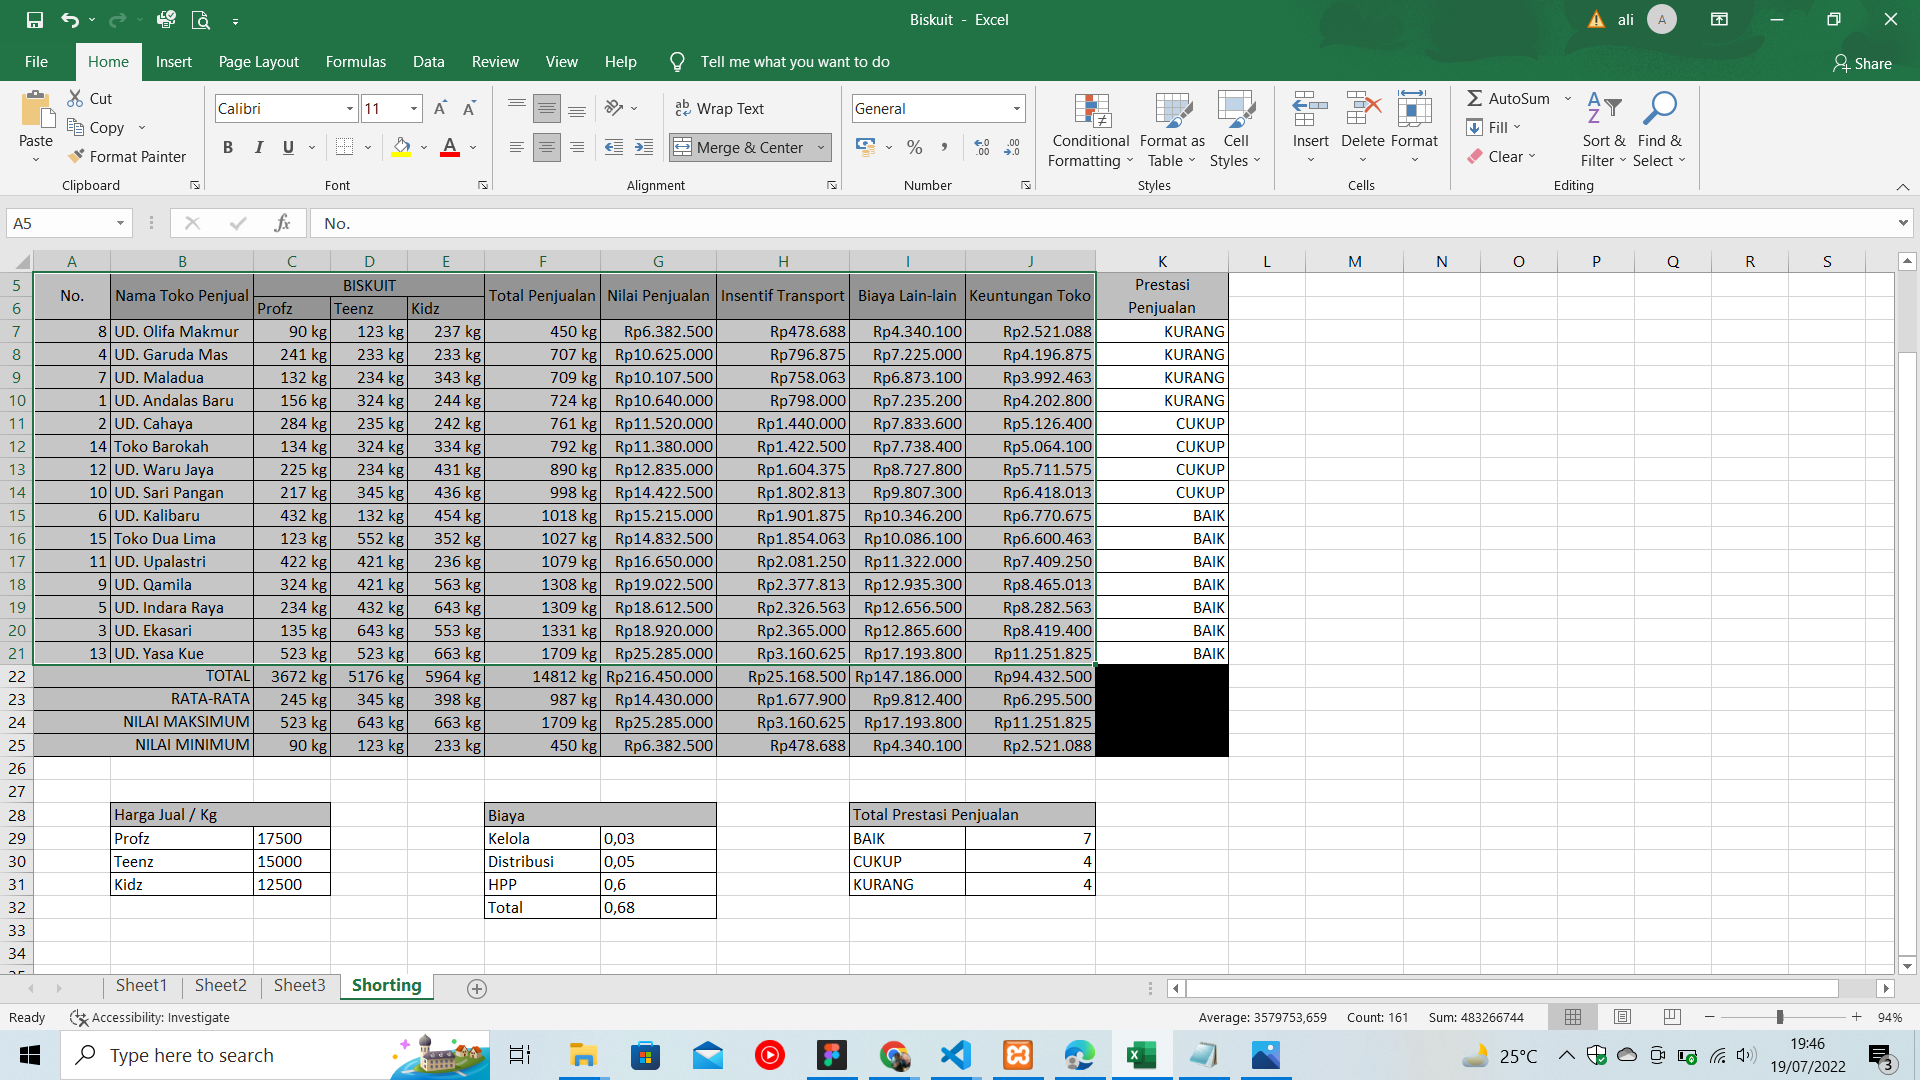 Biskuit - Excel
ali A
File Home Insert Page Layout Formulas Data Review View Help Tell me what you want to do Share
Paste Cut Copy Format Painter Clipboard
Calibri 11 A A B I U A Font
ab Wrap Text Merge & Center Alignment
General % , Number
Conditional Formatting Format as Table Cell Styles Styles
Insert Delete Format Cells
AutoSum Fill Clear Sort & Filter Find & Select Editing
A5 fx No.
A B C D E F G H I J K L M N O P Q R S
5 No. Nama Toko Penjual BISKUIT Total Penjualan Nilai Penjualan Insentif Transport Biaya Lain-lain Keuntungan Toko Prestasi Penjualan
6 Profz Teenz Kidz
7 8 UD. Olifa Makmur 90 kg 123 kg 237 kg 450 kg Rp6.382.500 Rp478.688 Rp4.340.100 Rp2.521.088 KURANG
8 4 UD. Garuda Mas 241 kg 233 kg 233 kg 707 kg Rp10.625.000 Rp796.875 Rp7.225.000 Rp4.196.875 KURANG
9 7 UD. Maladua 132 kg 234 kg 343 kg 709 kg Rp10.107.500 Rp758.063 Rp6.873.100 Rp3.992.463 KURANG
10 1 UD. Andalas Baru 156 kg 324 kg 244 kg 724 kg Rp10.640.000 Rp798.000 Rp7.235.200 Rp4.202.800 KURANG
11 2 UD. Cahaya 284 kg 235 kg 242 kg 761 kg Rp11.520.000 Rp1.440.000 Rp7.833.600 Rp5.126.400 CUKUP
12 14 Toko Barokah 134 kg 324 kg 334 kg 792 kg Rp11.380.000 Rp1.422.500 Rp7.738.400 Rp5.064.100 CUKUP
13 12 UD. Waru Jaya 225 kg 234 kg 431 kg 890 kg Rp12.835.000 Rp1.604.375 Rp8.727.800 Rp5.711.575 CUKUP
14 10 UD. Sari Pangan 217 kg 345 kg 436 kg 998 kg Rp14.422.500 Rp1.802.813 Rp9.807.300 Rp6.418.013 CUKUP
15 6 UD. Kalibaru 432 kg 132 kg 454 kg 1018 kg Rp15.215.000 Rp1.901.875 Rp10.346.200 Rp6.770.675 BAIK
16 15 Toko Dua Lima 123 kg 552 kg 352 kg 1027 kg Rp14.832.500 Rp1.854.063 Rp10.086.100 Rp6.600.463 BAIK
17 11 UD. Upalastri 422 kg 421 kg 236 kg 1079 kg Rp16.650.000 Rp2.081.250 Rp11.322.000 Rp7.409.250 BAIK
18 9 UD. Qamila 324 kg 421 kg 563 kg 1308 kg Rp19.022.500 Rp2.377.813 Rp12.935.300 Rp8.465.013 BAIK
19 5 UD. Indara Raya 234 kg 432 kg 643 kg 1309 kg Rp18.612.500 Rp2.326.563 Rp12.656.500 Rp8.282.563 BAIK
20 3 UD. Ekasari 135 kg 643 kg 553 kg 1331 kg Rp18.920.000 Rp2.365.000 Rp12.865.600 Rp8.419.400 BAIK
21 13 UD. Yasa Kue 523 kg 523 kg 663 kg 1709 kg Rp25.285.000 Rp3.160.625 Rp17.193.800 Rp11.251.825 BAIK
22 TOTAL 3672 kg 5176 kg 5964 kg 14812 kg Rp216.450.000 Rp25.168.500 Rp147.186.000 Rp94.432.500
23 RATA-RATA 245 kg 345 kg 398 kg 987 kg Rp14.430.000 Rp1.677.900 Rp9.812.400 Rp6.295.500
24 NILAI MAKSIMUM 523 kg 643 kg 663 kg 1709 kg Rp25.285.000 Rp3.160.625 Rp17.193.800 Rp11.251.825
25 NILAI MINIMUM 90 kg 123 kg 233 kg 450 kg Rp6.382.500 Rp478.688 Rp4.340.100 Rp2.521.088
26
27
28 Harga Jual / Kg Biaya Total Prestasi Penjualan
29 Profz 17500 Kelola 0,03 BAIK 7
30 Teenz 15000 Distribusi 0,05 CUKUP 4
31 Kidz 12500 HPP 0,6 KURANG 4
32 Total 0,68
33
34
Sheet1 Sheet2 Sheet3 Shorting
Ready Accessibility: Investigate Average: 3579753,659 Count: 161 Sum: 483266744 94%
Type here to search 25°C 19:46
19/07/2022 3